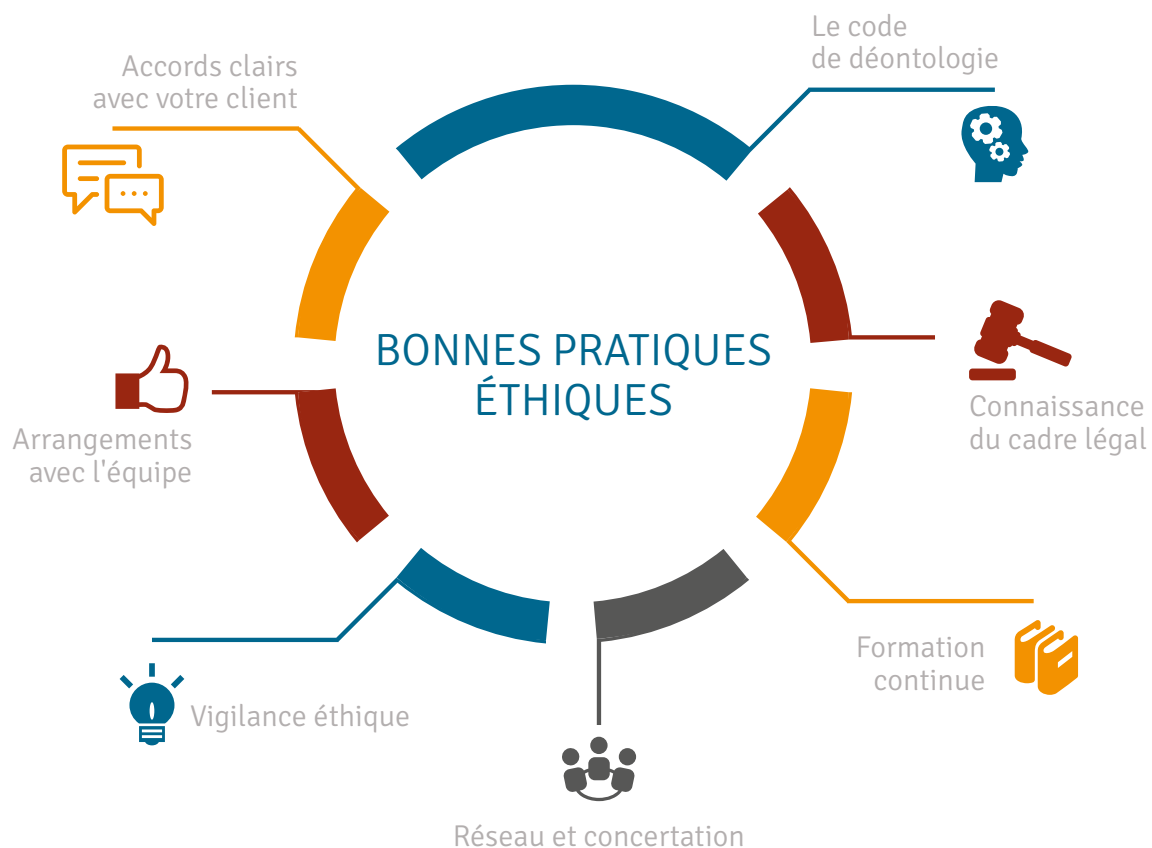 Le code
de déontologie
Accords clairs
avec votre client
BONNES PRATIQUES
ÉTHIQUES
Connaissance
du cadre légal
Arrangements
avec l'équipe
Formation
continue
Vigilance éthique
Réseau et concertation